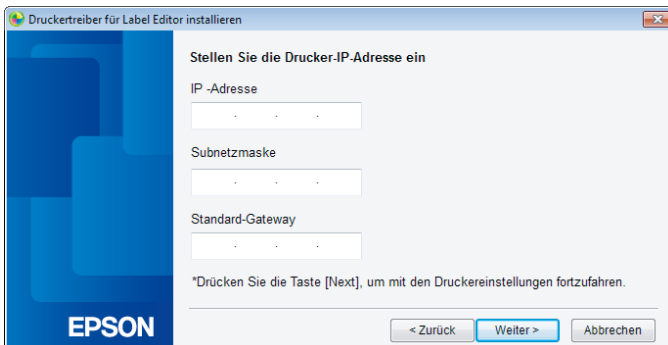 Druckertreiber für Label Editor installieren
Stellen Sie die Drucker-IP-Adresse ein
IP -Adresse
. . .
Subnetzmaske
. . .
Standard-Gateway
. . .
*Drücken Sie die Taste [Next], um mit den Druckereinstellungen fortzufahren.
EPSON
< Zurück Weiter > Abbrechen